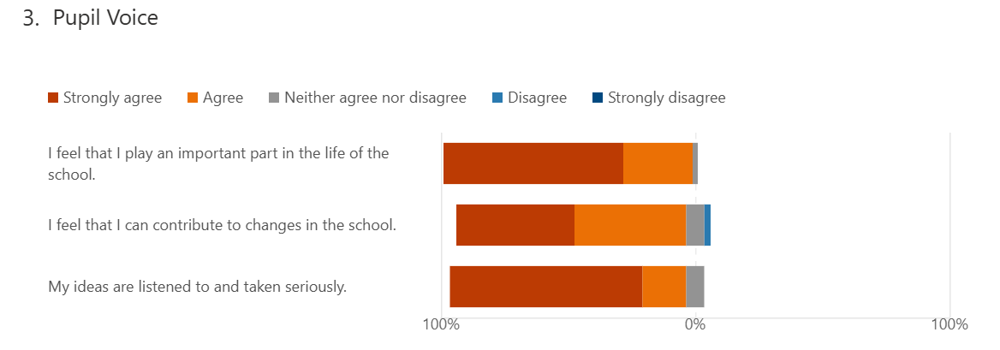 3. Pupil Voice
Strongly agree Agree Neither agree nor disagree Disagree Strongly disagree
I feel that I play an important part in the life of the
school.
I feel that I can contribute to changes in the school.
My ideas are listened to and taken seriously.
100% 0% 100%